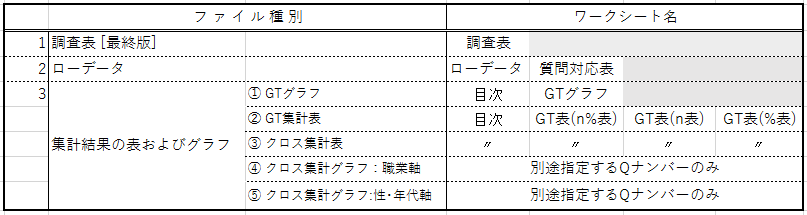 ファイル種別 ワークシート名
1 調査表 [最終版] 調査表
2 ローデータ ローデータ 質問対応表
3 ① GTグラフ 目次 GTグラフ
② GT集計表 目次 GT表(n%表) GT表(n表) GT表(%表)
集計結果の表およびグラフ ③ クロス集計表 〃 〃 〃 〃
④ クロス集計グラフ：職業軸 別途指定するQナンバーのみ
⑤ クロス集計グラフ:性･年代軸 別途指定するQナンバーのみ